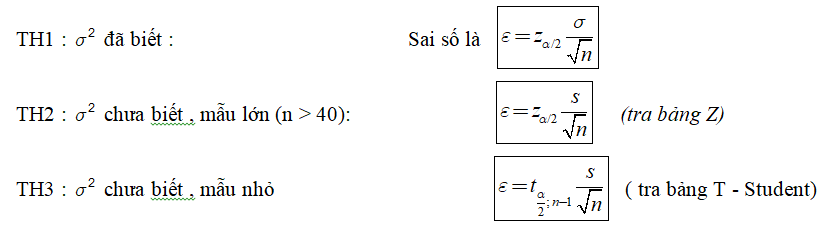 TH1 : σ² đã biết : Sai số là ε = z_{α/2} σ/√n
TH2 : σ² chưa biết , mẫu lớn (n > 40): ε = z_{α/2} s/√n (tra bảng Z)
TH3 : σ² chưa biết , mẫu nhỏ ε = t_{α/2 ; n−1} s/√n ( tra bảng T - Student)